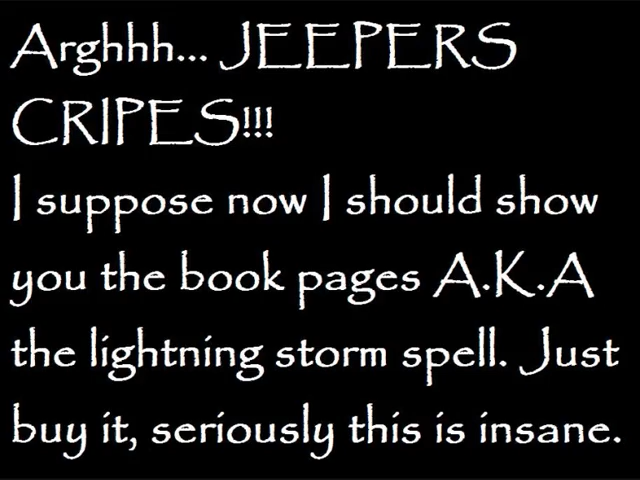 Arghhh... JEEPERS
CRIPES!!!
I suppose now I should show
you the book pages A.K.A
the lightning storm spell. Just
buy it, seriously this is insane.